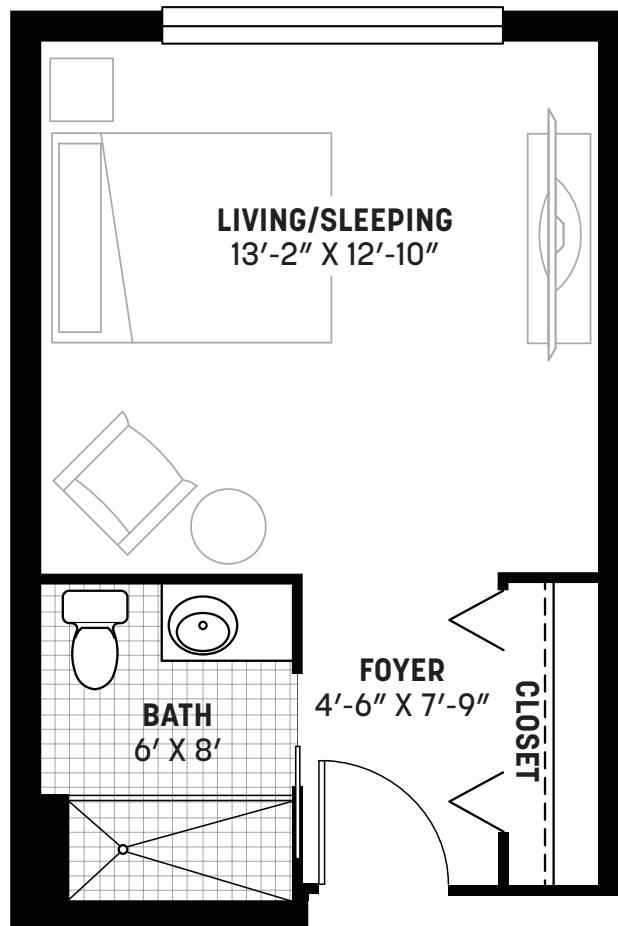 LIVING/SLEEPING
13′-2″ X 12′-10″
FOYER
4′-6″ X 7′-9″
CLOSET
BATH
6′ X 8′